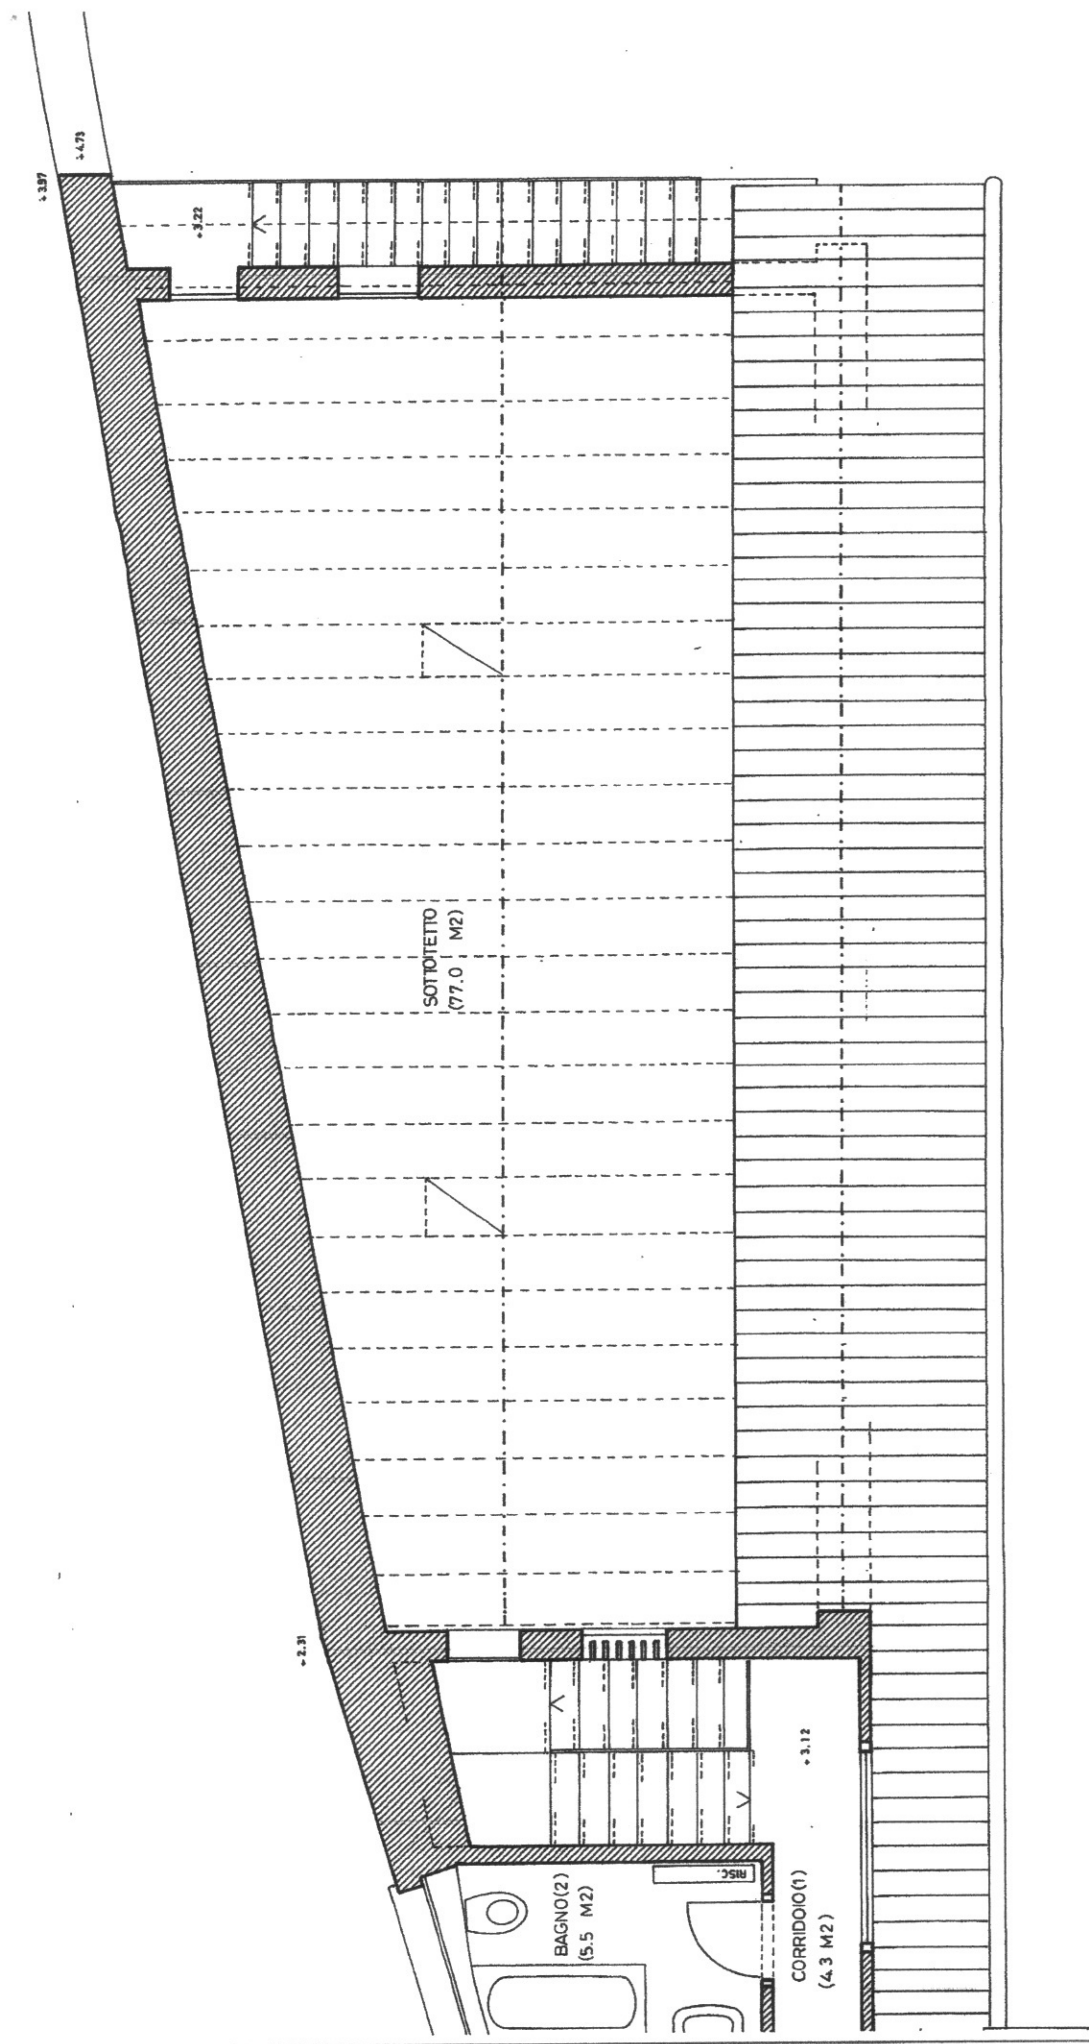 +3.97
+4.73
+3.22
SOTTOTETTO
(77.0 M2)
+2.31
+3.12
RISC.
BAGNO(2)
(5.5 M2)
CORRIDOIO(1)
(4.3 M2)